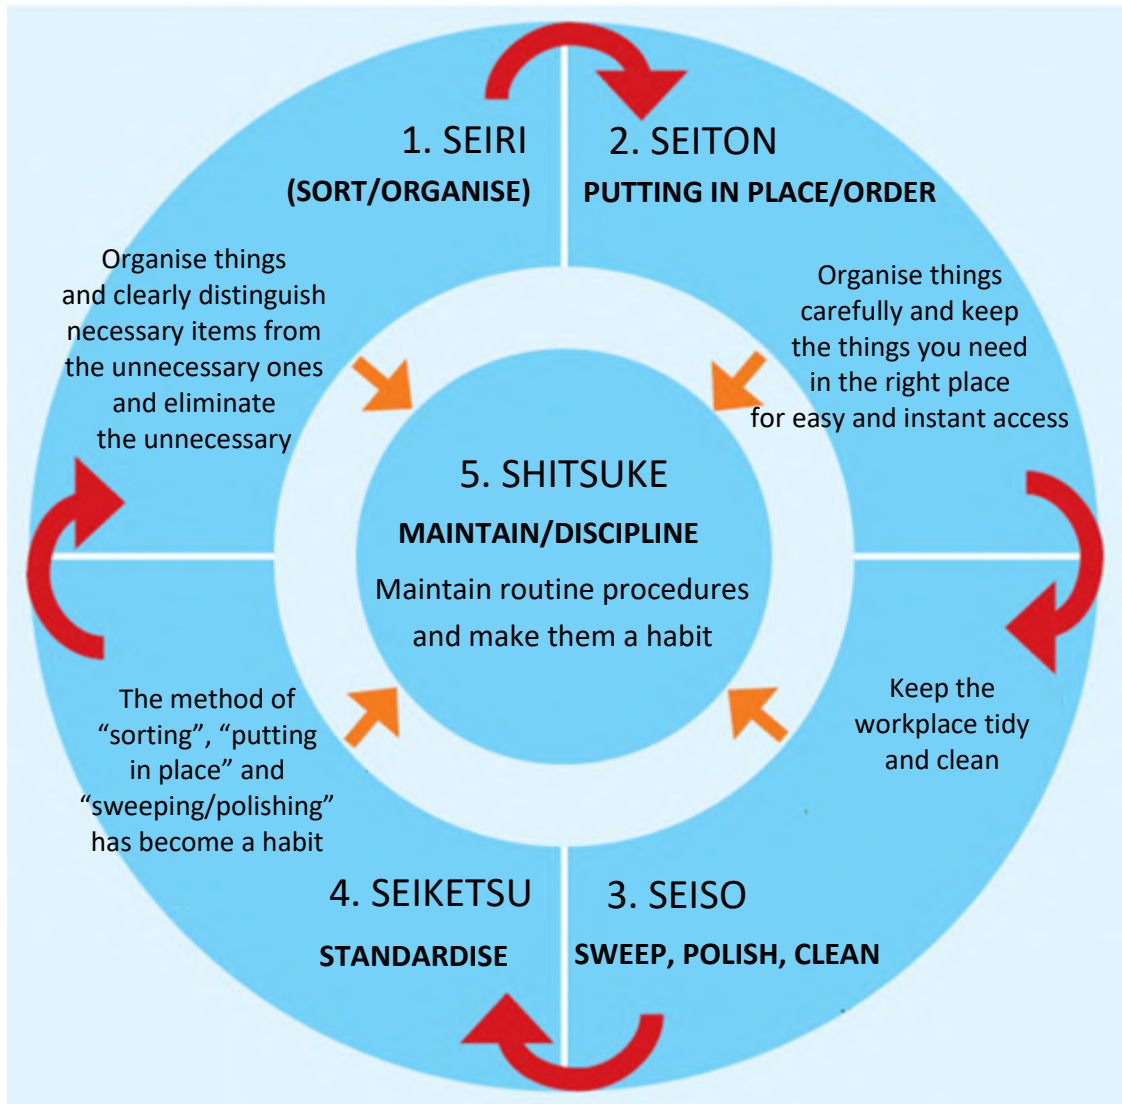 1. SEIRI
(SORT/ORGANISE)
Organise things
and clearly distinguish
necessary items from
the unnecessary ones
and eliminate
the unnecessary
2. SEITON
PUTTING IN PLACE/ORDER
Organise things
carefully and keep
the things you need
in the right place
for easy and instant access
5. SHITSUKE
MAINTAIN/DISCIPLINE
Maintain routine procedures
and make them a habit
Keep the
workplace tidy
and clean
3. SEISO
SWEEP, POLISH, CLEAN
The method of
“sorting”, “putting
in place” and
“sweeping/polishing”
has become a habit
4. SEIKETSU
STANDARDISE